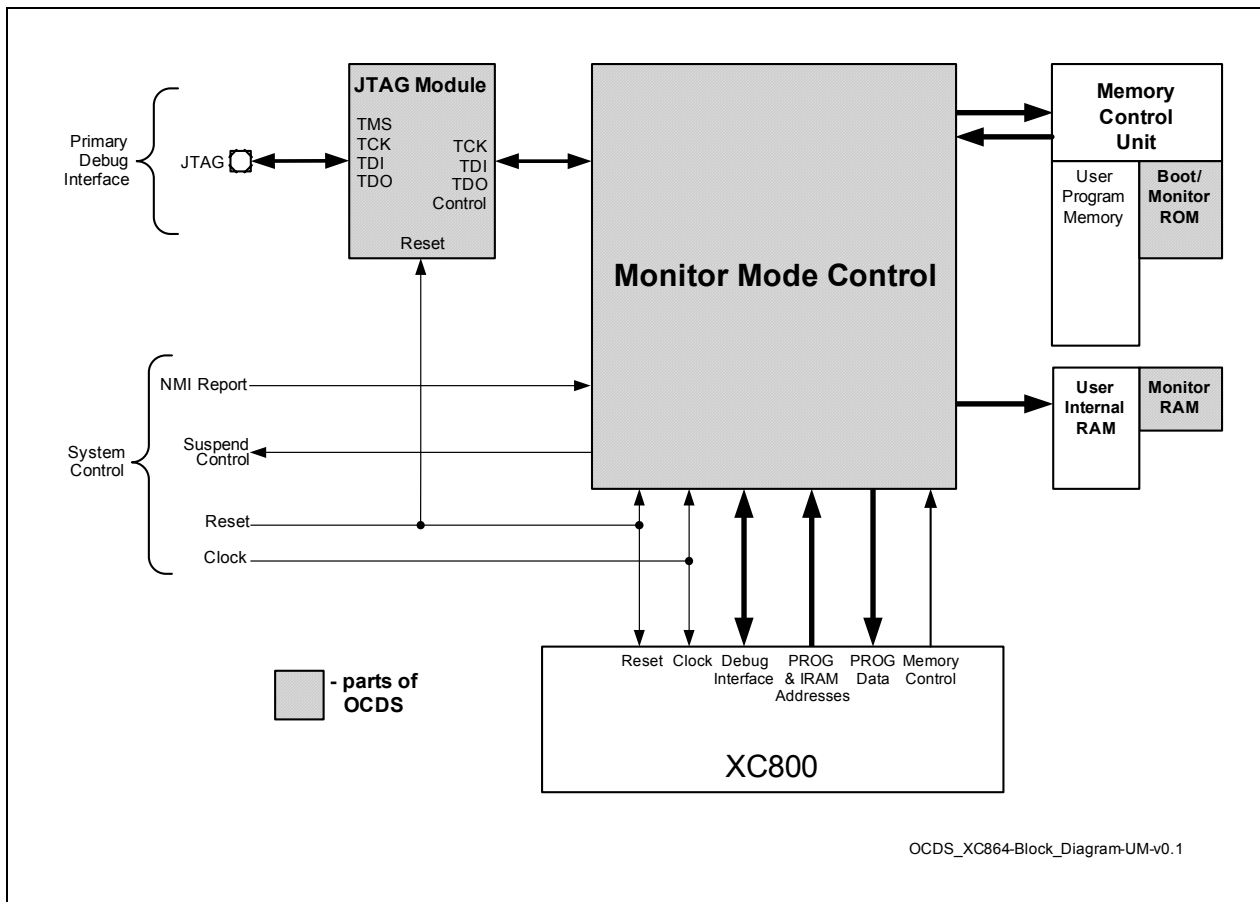 JTAG Module
TMS
TCK
TDI
TDO
TCK
TDI
TDO
Control
Reset
Primary
Debug
Interface
JTAG
Monitor Mode Control
Memory
Control
Unit
User
Program
Memory
Boot/
Monitor
ROM
User
Internal
RAM
Monitor
RAM
System
Control
NMI Report
Suspend
Control
Reset
Clock
Reset
Clock
Debug
Interface
PROG
& IRAM
Addresses
PROG
Data
Memory
Control
XC800
- parts of
OCDS
OCDS_XC864-Block_Diagram-UM-v0.1